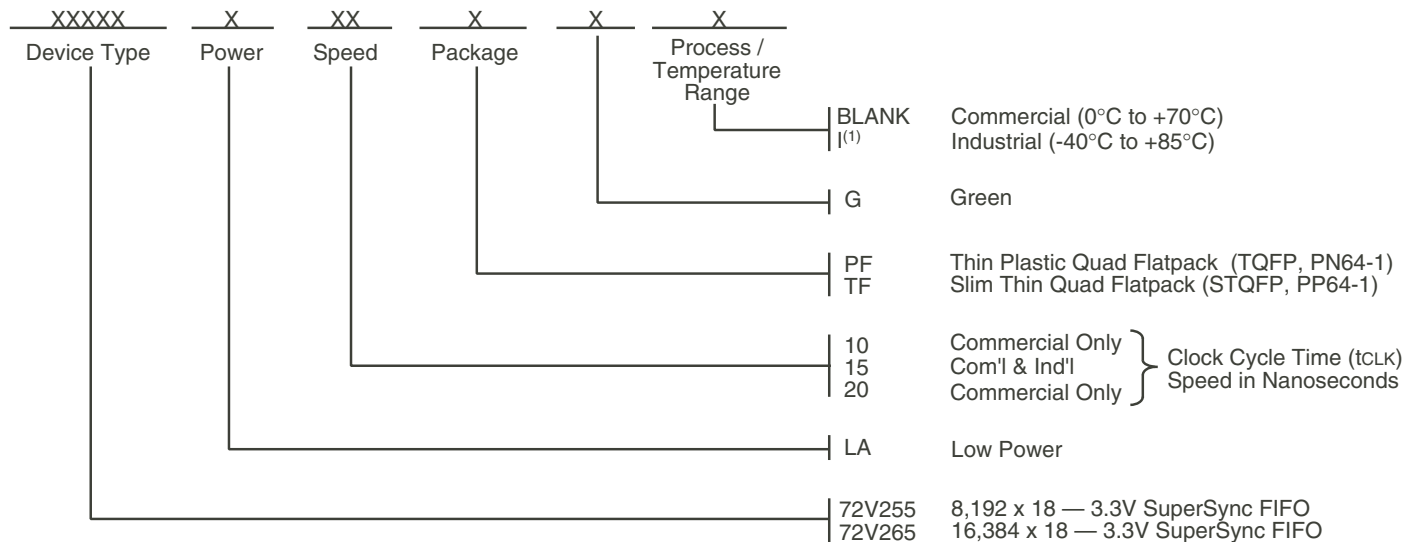 XXXXX X XX X X X
Device Type Power Speed Package Process /
Temperature
Range
BLANK Commercial (0°C to +70°C)
I(1) Industrial (-40°C to +85°C)
G Green
PF Thin Plastic Quad Flatpack (TQFP, PN64-1)
TF Slim Thin Quad Flatpack (STQFP, PP64-1)
10 Commercial Only
15 Com'l & Ind'l
20 Commercial Only
Clock Cycle Time (tCLK)
Speed in Nanoseconds
LA Low Power
72V255 8,192 x 18 — 3.3V SuperSync FIFO
72V265 16,384 x 18 — 3.3V SuperSync FIFO